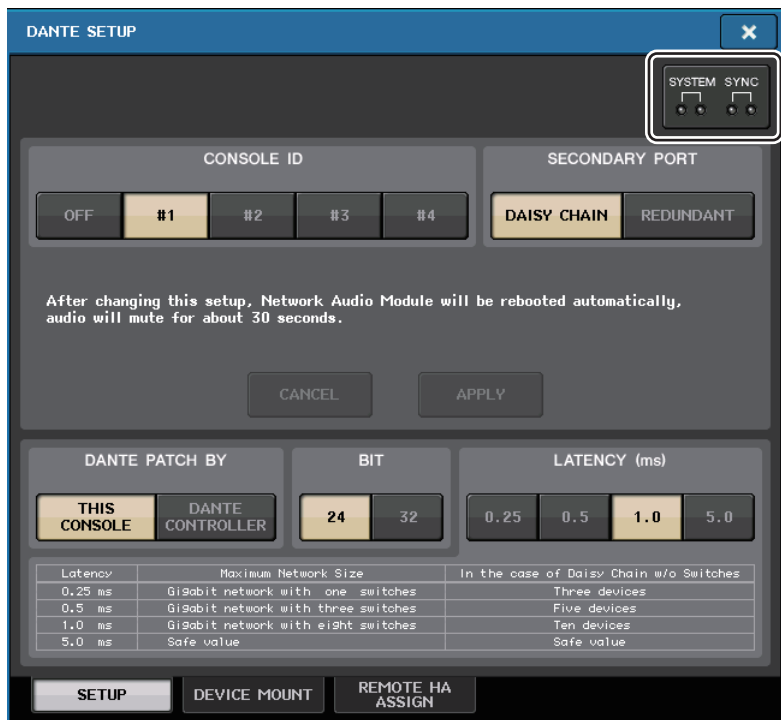 DANTE SETUP
SYSTEM SYNC
CONSOLE ID
SECONDARY PORT
OFF #1 #2 #3 #4
DAISY CHAIN REDUNDANT
After changing this setup, Network Audio Module will be rebooted automatically,
audio will mute for about 30 seconds.
CANCEL APPLY
DANTE PATCH BY
BIT
LATENCY (ms)
THIS CONSOLE
DANTE CONTROLLER
24 32
0.25 0.5 1.0 5.0
Latency Maximum Network Size In the case of Daisy Chain w/o Switches
0.25 ms Gigabit network with one switches Three devices
0.5 ms Gigabit network with three switches Five devices
1.0 ms Gigabit network with eight switches Ten devices
5.0 ms Safe value Safe value
SETUP
DEVICE MOUNT
REMOTE HA
ASSIGN